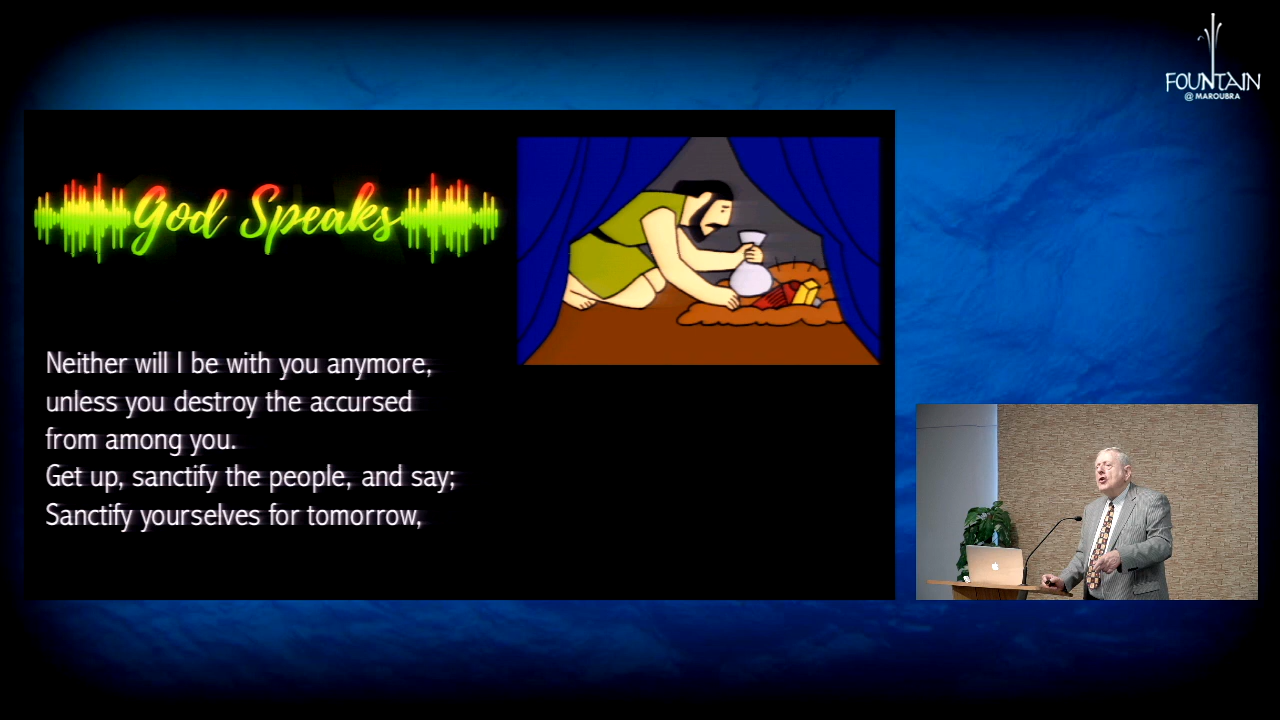 FOUNTAIN
@ MAROUBRA
God Speaks
Neither will I be with you anymore,
unless you destroy the accursed
from among you.
Get up, sanctify the people, and say;
Sanctify yourselves for tomorrow,